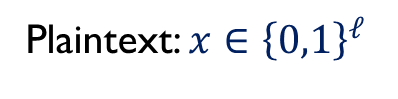 Plaintext: 𝑥 ∈ {0,1}^ℓ